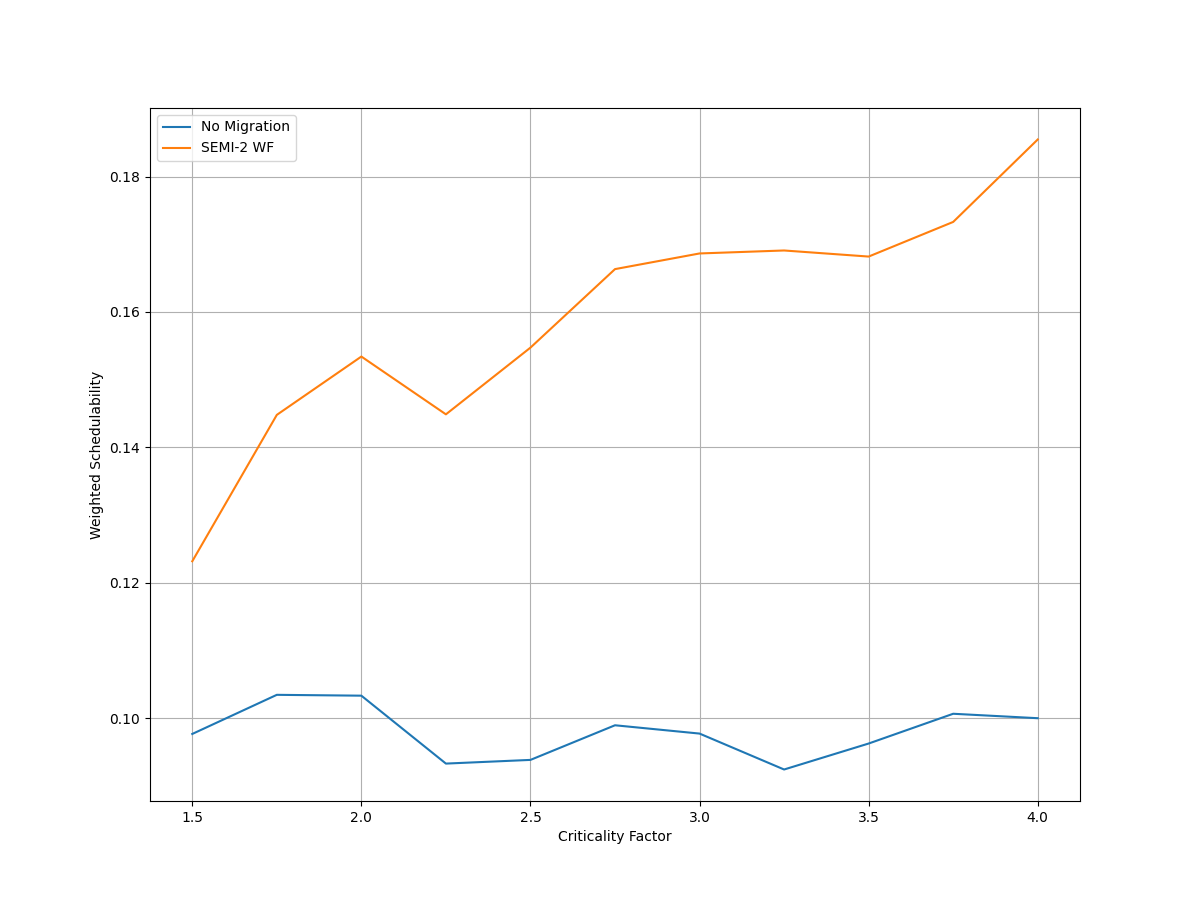 No Migration
SEMI-2 WF
0.18
0.16
0.14
0.12
0.10
Weighted Schedulability
1.5 2.0 2.5 3.0 3.5 4.0
Criticality Factor